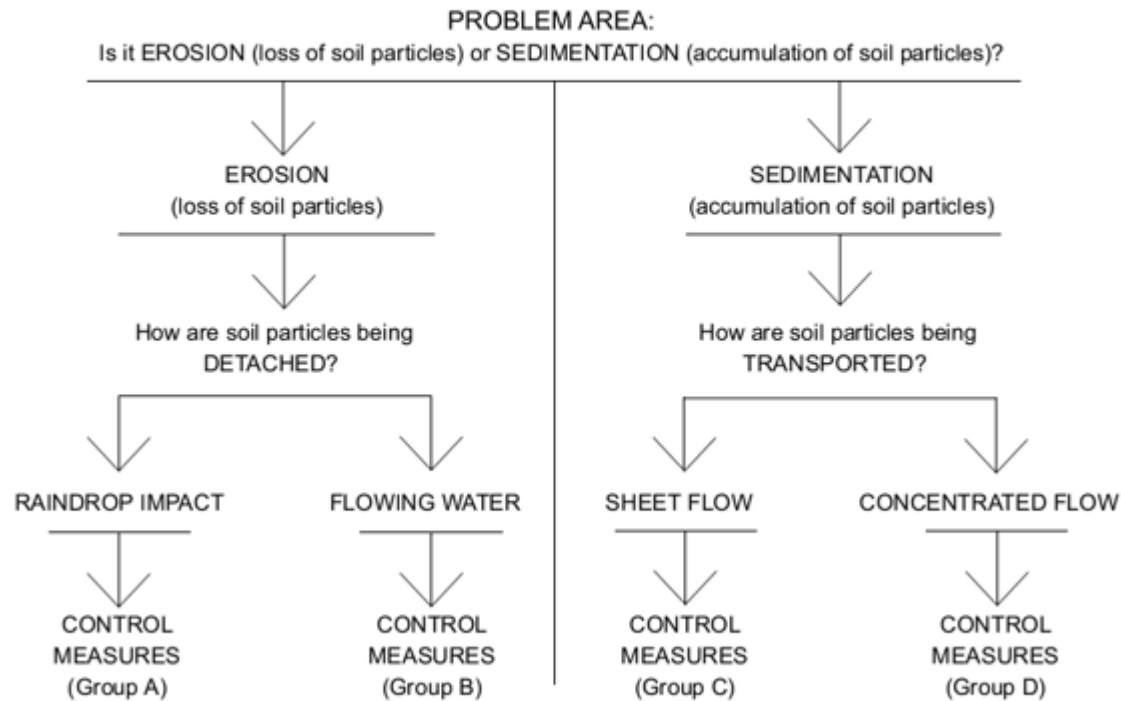 PROBLEM AREA:
Is it EROSION (loss of soil particles) or SEDIMENTATION (accumulation of soil particles)?
EROSION
(loss of soil particles)
SEDIMENTATION
(accumulation of soil particles)
How are soil particles being
DETACHED?
How are soil particles being
TRANSPORTED?
RAINDROP IMPACT
FLOWING WATER
SHEET FLOW
CONCENTRATED FLOW
CONTROL
MEASURES
(Group A)
CONTROL
MEASURES
(Group B)
CONTROL
MEASURES
(Group C)
CONTROL
MEASURES
(Group D)